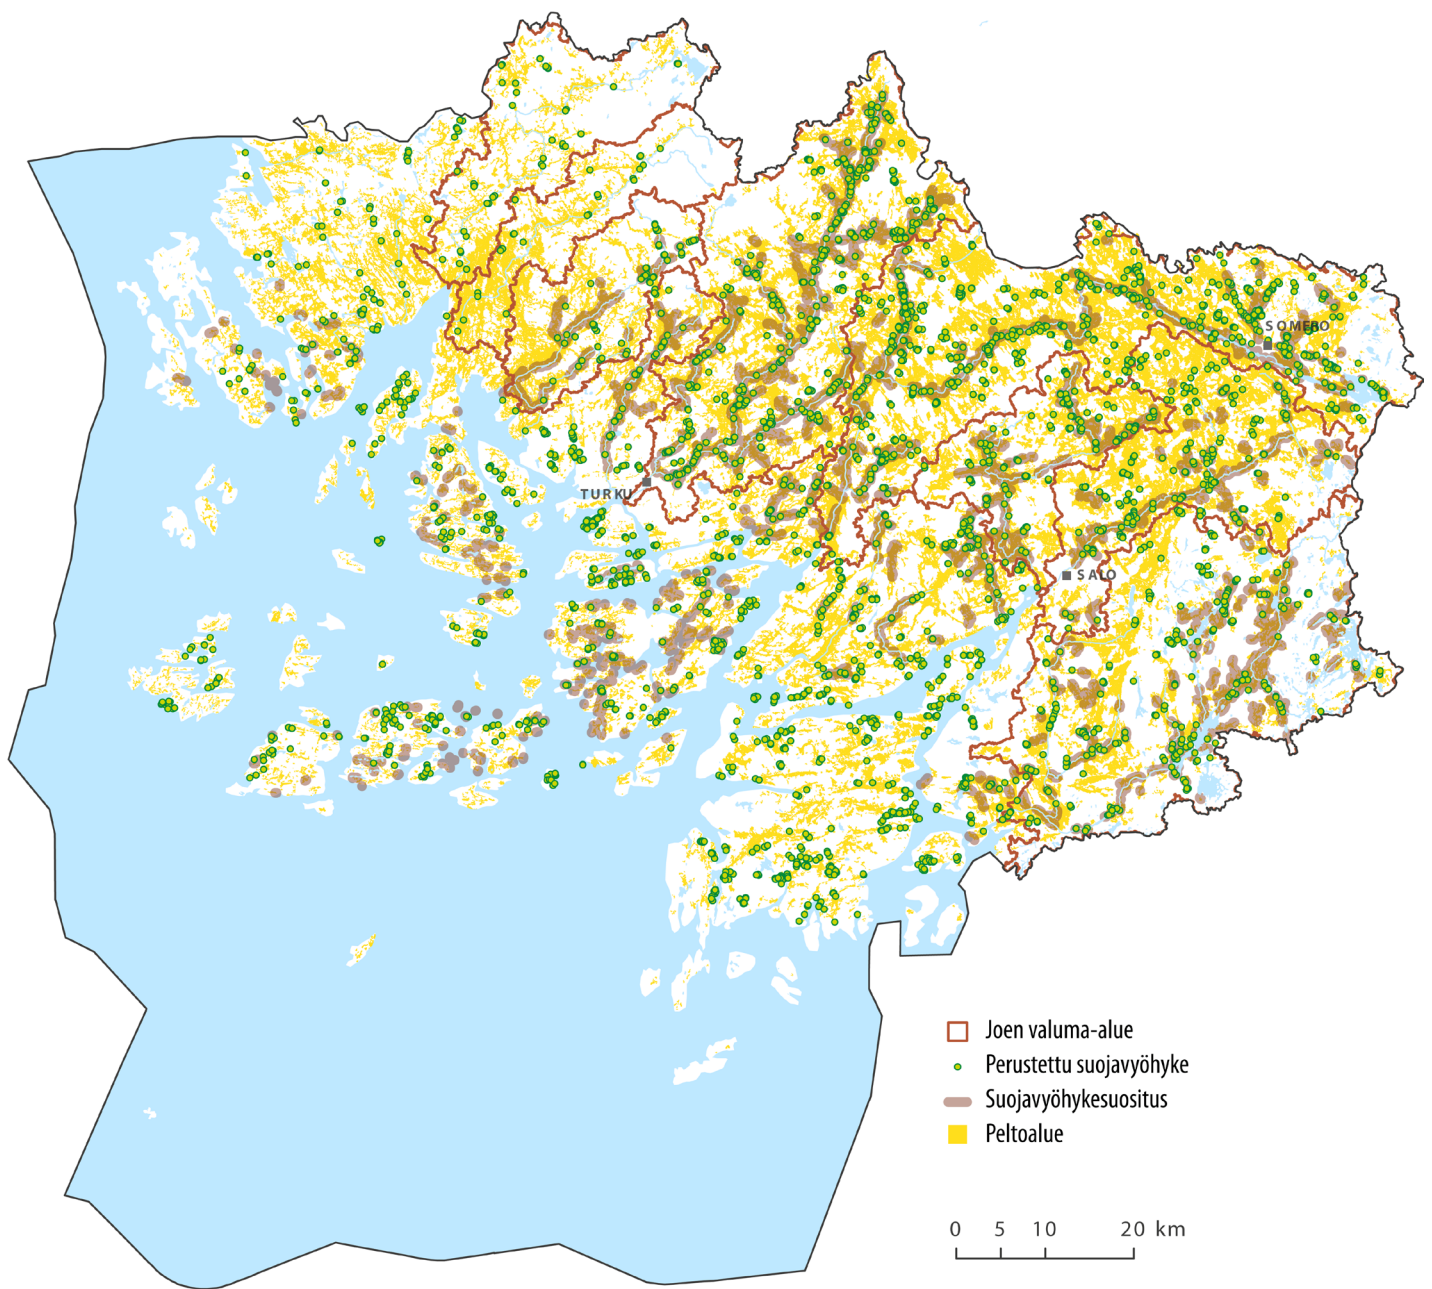 SOMERO
TURKU
SALO
Joen valuma-alue
Perustettu suojavyöhyke
Suojavyöhykesuositus
Peltoalue
0 5 10 20 km